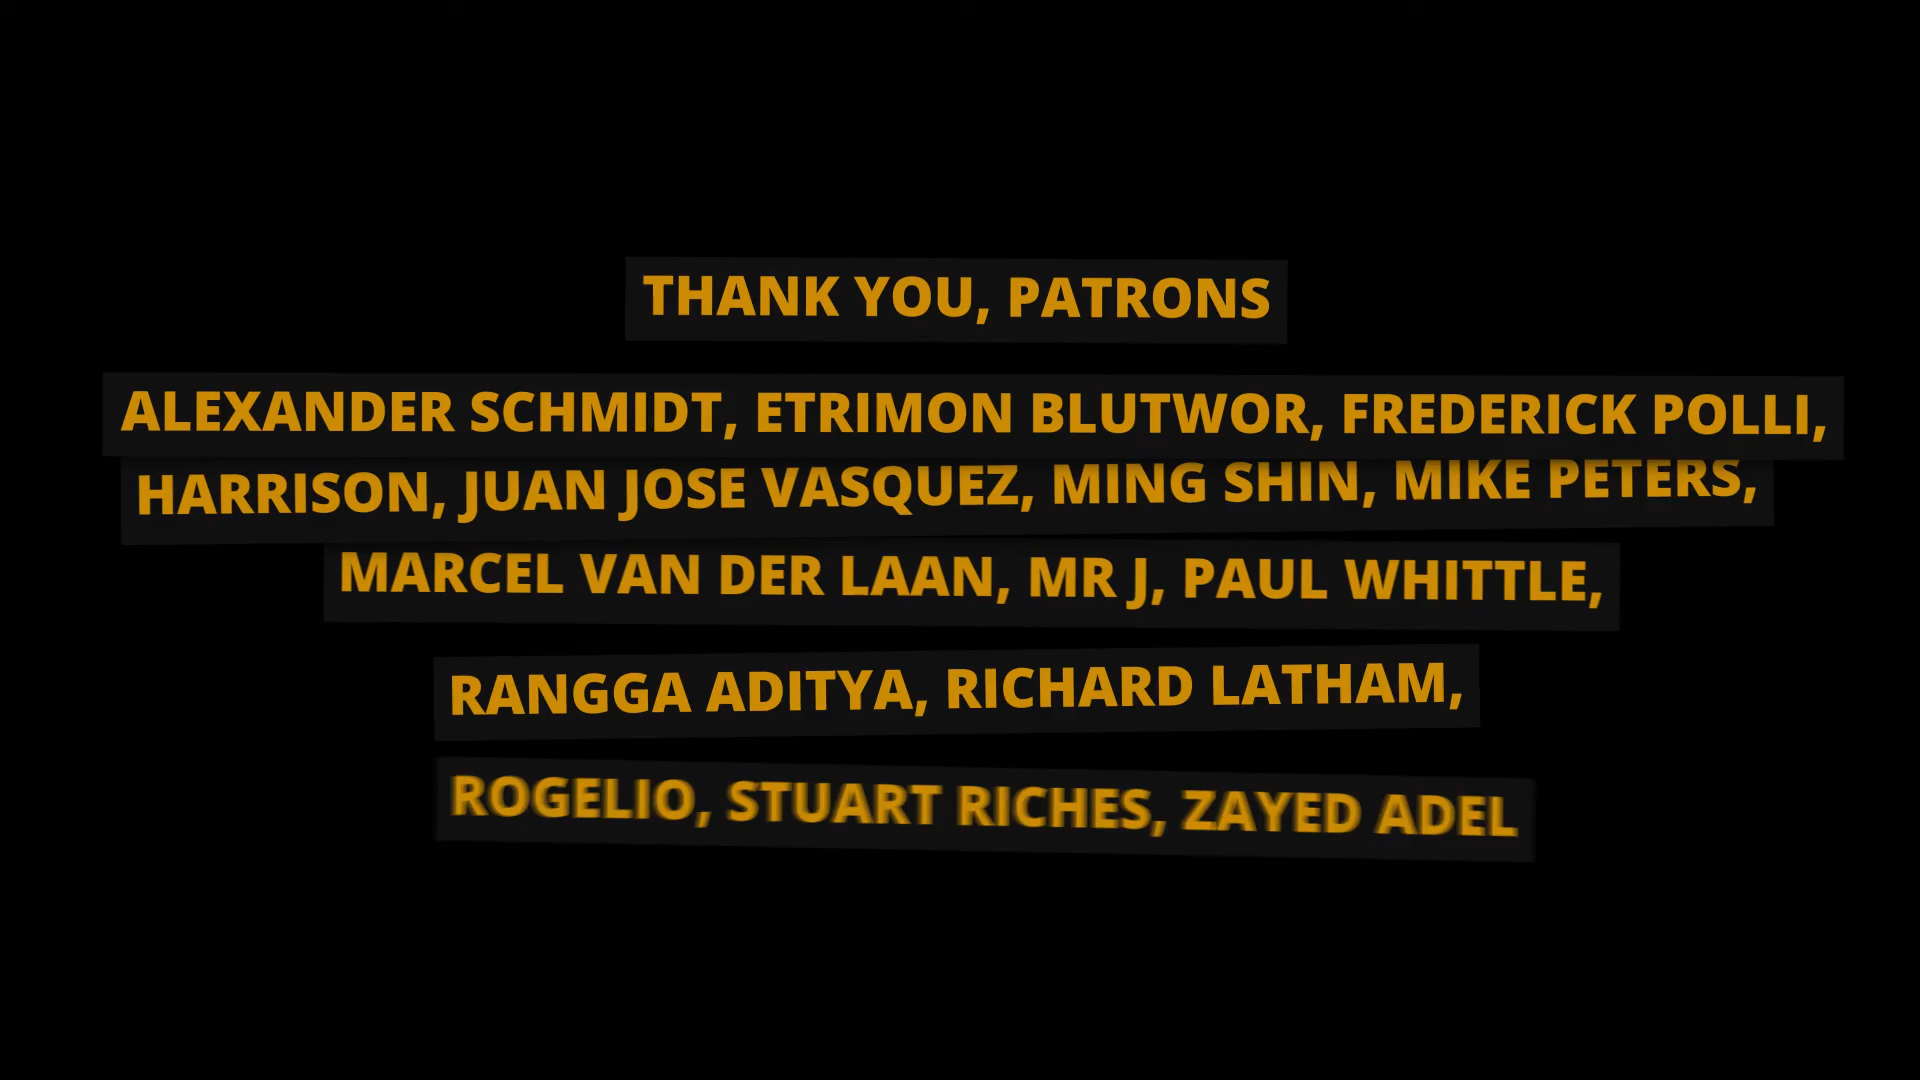 THANK YOU, PATRONS
ALEXANDER SCHMIDT, ETRIMON BLUTWOR, FREDERICK POLLI,
HARRISON, JUAN JOSE VASQUEZ, MING SHIN, MIKE PETERS,
MARCEL VAN DER LAAN, MR J, PAUL WHITTLE,
RANGGA ADITYA, RICHARD LATHAM,
ROGELIO, STUART RICHES, ZAYED ADEL